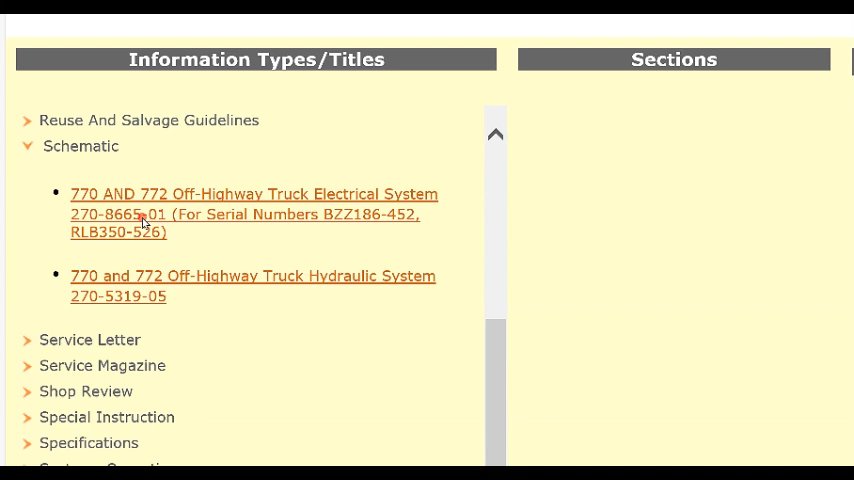 Information Types/Titles
Sections
Reuse And Salvage Guidelines
Schematic
770 AND 772 Off-Highway Truck Electrical System
270-8665-01 (For Serial Numbers BZZ186-452,
RLB350-526)
770 and 772 Off-Highway Truck Hydraulic System
270-5319-05
Service Letter
Service Magazine
Shop Review
Special Instruction
Specifications